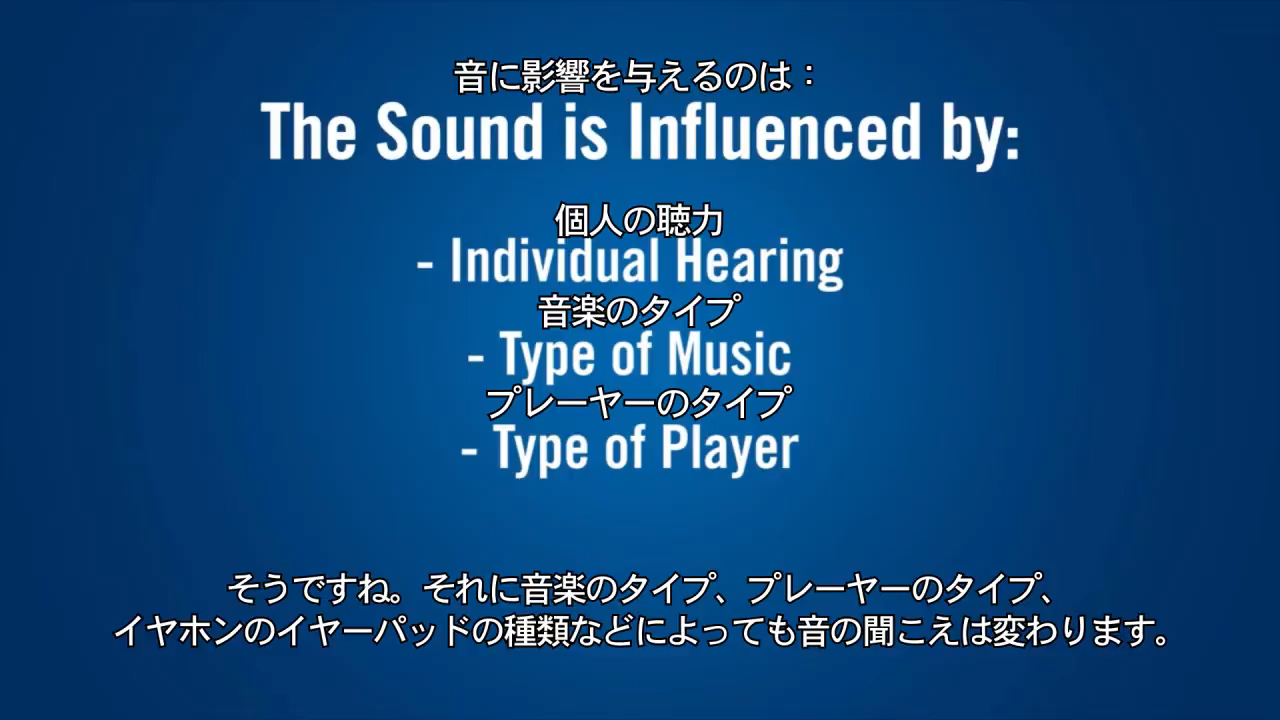 音に影響を与えるのは：
The Sound is Influenced by:
個人の聴力
- Individual Hearing
音楽のタイプ
- Type of Music
プレーヤーのタイプ
- Type of Player
そうですね。それに音楽のタイプ、プレーヤーのタイプ、
イヤホンのイヤーパッドの種類などによっても音の聞こえは変わります。